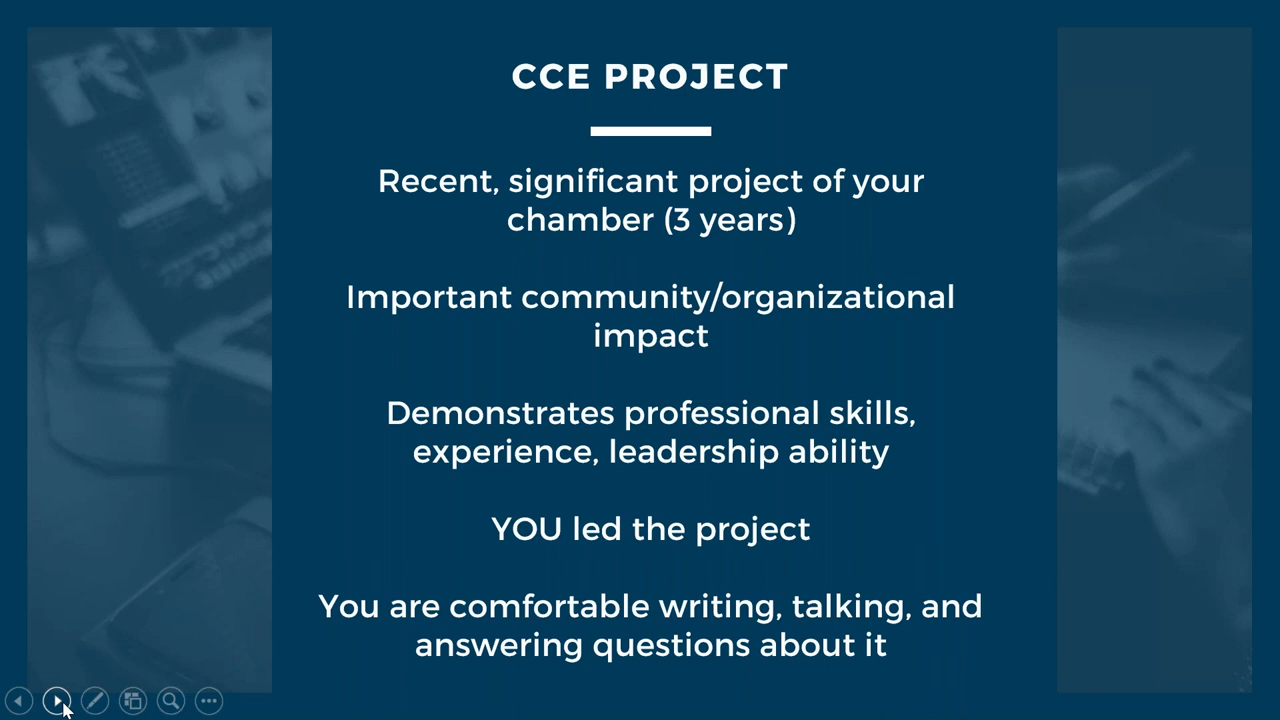 CCE PROJECT
Recent, significant project of your
chamber (3 years)
Important community/organizational
impact
Demonstrates professional skills,
experience, leadership ability
YOU led the project
You are comfortable writing, talking, and
answering questions about it